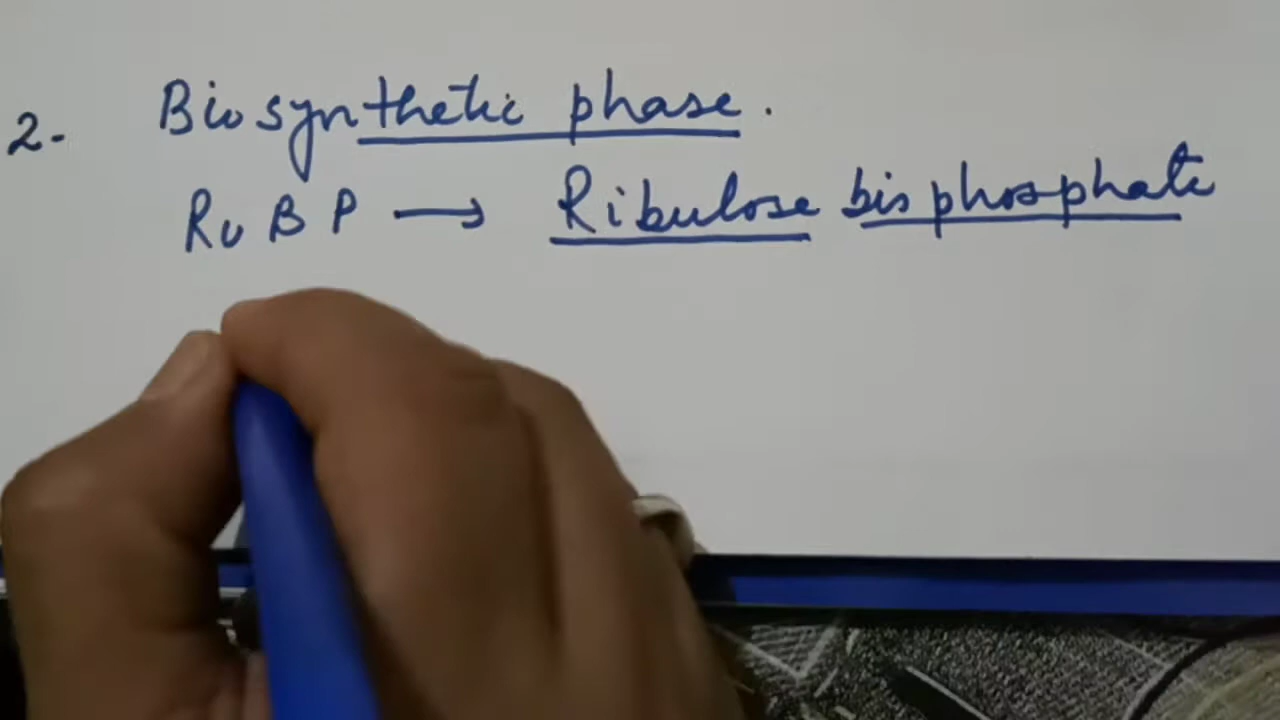 2. Biosynthetic phase.
RuBP → Ribulose bisphosphate